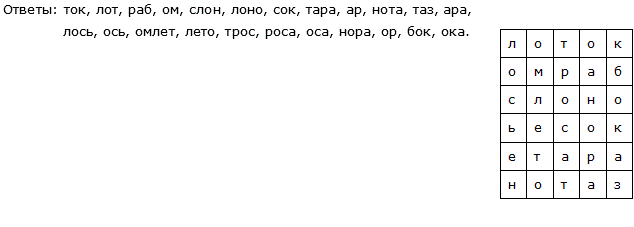 Ответы: ток, лот, раб, ом, слон, лоно, сок, тара, ар, нота, таз, ара,
лось, ось, омлет, лето, трос, роса, оса, нора, ор, бок, ока.
л о т о к
о м р а б
с л о н о
ь е с о к
е т а р а
н о т а з